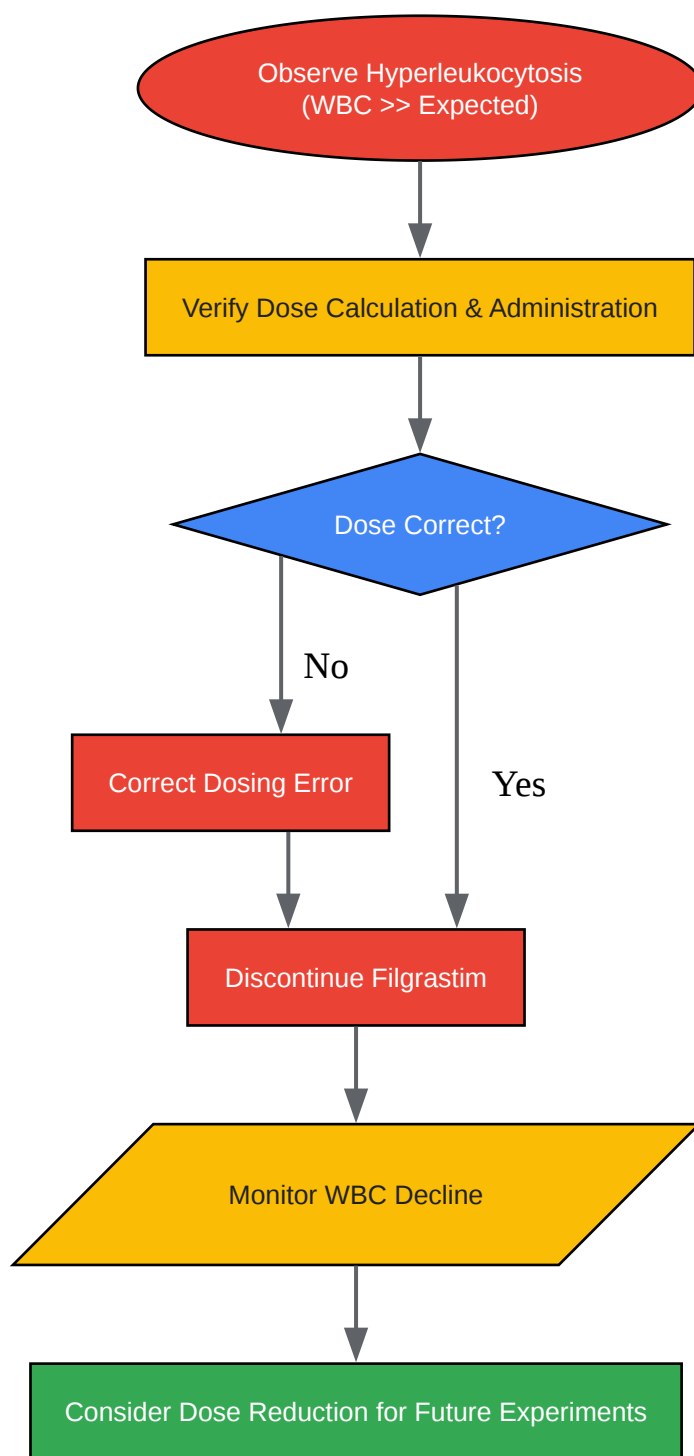 Observe Hyperleukocytosis
(WBC >> Expected)
Verify Dose Calculation & Administration
Dose Correct?
No
Correct Dosing Error
Yes
Discontinue Filgrastim
Monitor WBC Decline
Consider Dose Reduction for Future Experiments